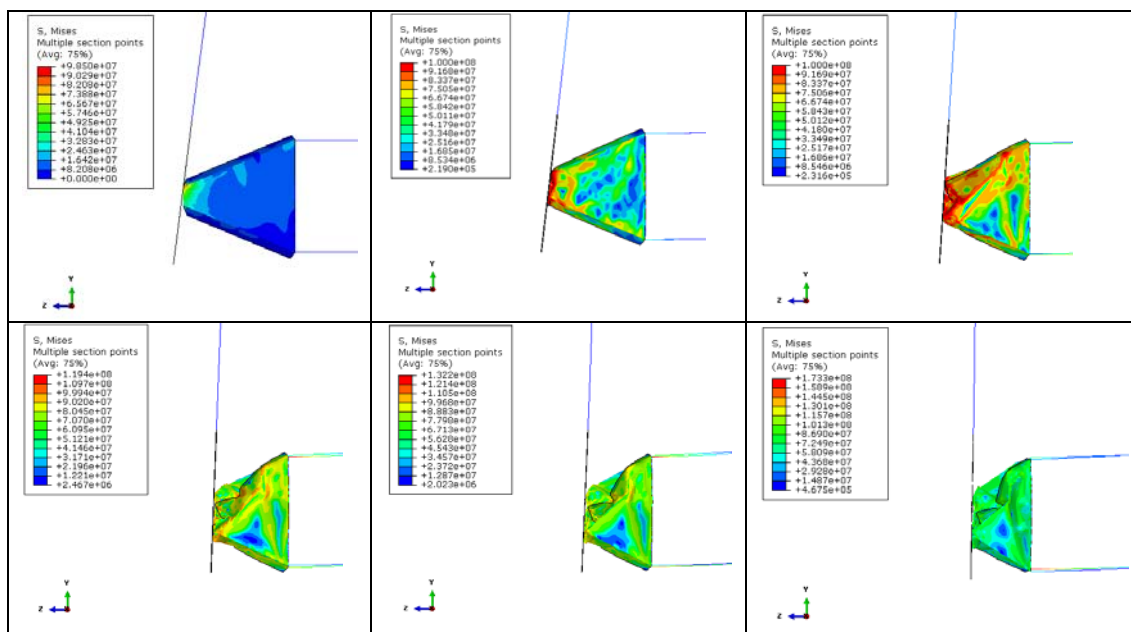 S, Mises
Multiple section points
(Avg: 75%)
+9.850e+07
+9.029e+07
+8.208e+07
+7.388e+07
+6.567e+07
+5.746e+07
+4.925e+07
+4.104e+07
+3.283e+07
+2.463e+07
+1.642e+07
+8.208e+06
+0.000e+00
Y
Z
S, Mises
Multiple section points
(Avg: 75%)
+1.000e+08
+9.168e+07
+8.337e+07
+7.505e+07
+6.674e+07
+5.842e+07
+5.011e+07
+4.179e+07
+3.348e+07
+2.516e+07
+1.685e+07
+8.534e+06
+2.190e+05
Y
Z
S, Mises
Multiple section points
(Avg: 75%)
+1.000e+08
+9.169e+07
+8.337e+07
+7.506e+07
+6.674e+07
+5.843e+07
+5.012e+07
+4.180e+07
+3.349e+07
+2.517e+07
+1.686e+07
+8.546e+06
+2.316e+05
Y
Z
S, Mises
Multiple section points
(Avg: 75%)
+1.194e+08
+1.097e+08
+9.994e+07
+9.020e+07
+8.045e+07
+7.070e+07
+6.095e+07
+5.121e+07
+4.146e+07
+3.171e+07
+2.196e+07
+1.221e+07
+2.467e+06
Y
Z
S, Mises
Multiple section points
(Avg: 75%)
+1.322e+08
+1.214e+08
+1.105e+08
+9.968e+07
+8.883e+07
+7.798e+07
+6.713e+07
+5.628e+07
+4.543e+07
+3.457e+07
+2.372e+07
+1.287e+07
+2.023e+06
Y
Z
S, Mises
Multiple section points
(Avg: 75%)
+1.733e+08
+1.589e+08
+1.445e+08
+1.301e+08
+1.157e+08
+1.013e+08
+8.690e+07
+7.249e+07
+5.809e+07
+4.368e+07
+2.928e+07
+1.487e+07
+4.675e+05
Y
Z